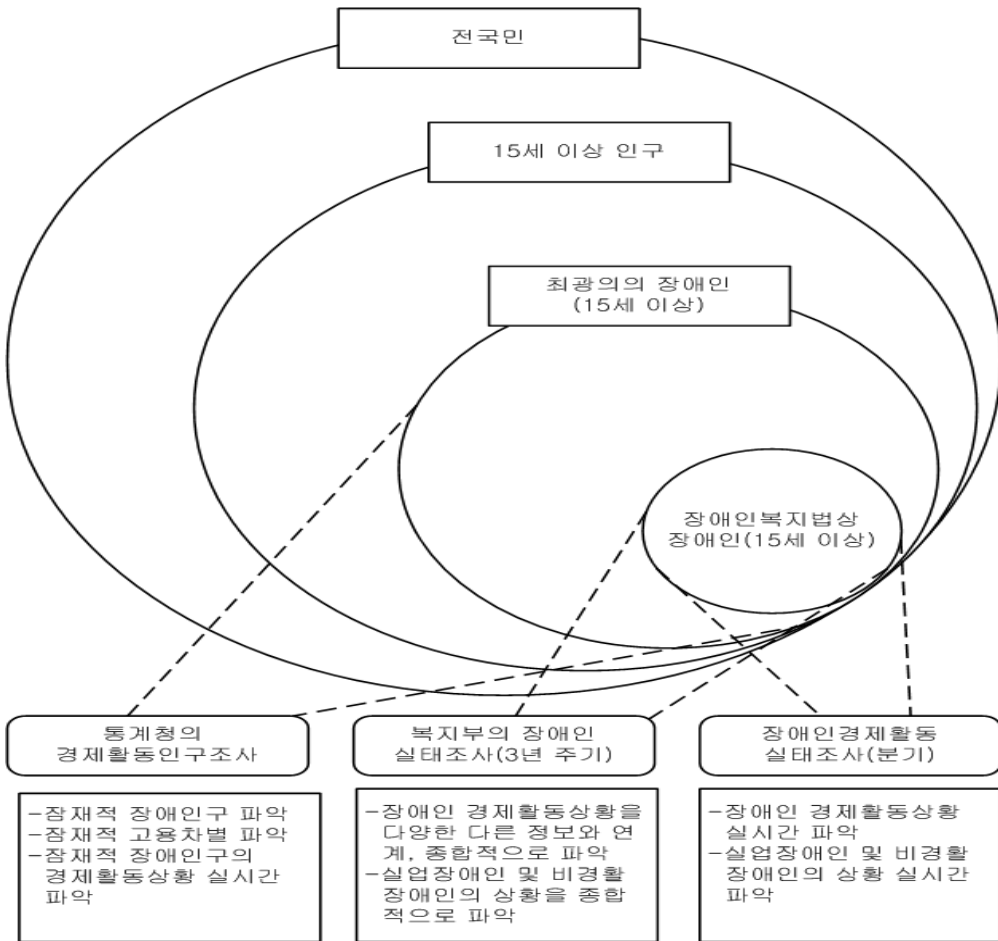 전국민
15세 이상 인구
최광의의 장애인
(15세 이상)
장애인복지법상
장애인(15세 이상)
통계청의
경제활동인구조사
복지부의 장애인
실태조사(3년 주기)
장애인경제활동
실태조사(분기)
-잠재적 장애인구 파악
-잠재적 고용차별 파악
-잠재적 장애인구의
경제활동상황 실시간
파악
-장애인 경제활동상황을
다양한 다른 정보와 연
계, 종합적으로 파악
-실업장애인 및 비경활
장애인의 상황을 종합
적으로 파악
-장애인 경제활동상황
실시간 파악
-실업장애인 및 비경활
장애인의 상황 실시간
파악